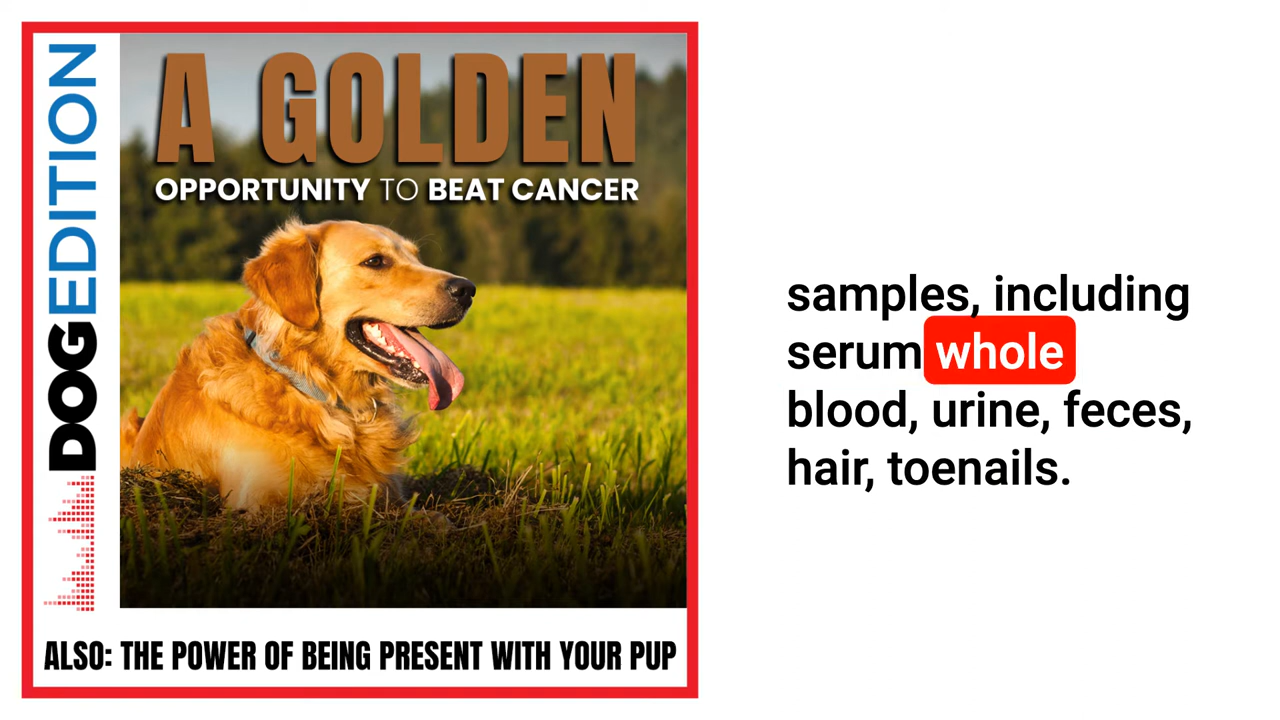 DOGEDITION
A GOLDEN
OPPORTUNITY TO BEAT CANCER
ALSO: THE POWER OF BEING PRESENT WITH YOUR PUP
samples, including
serum whole
blood, urine, feces,
hair, toenails.